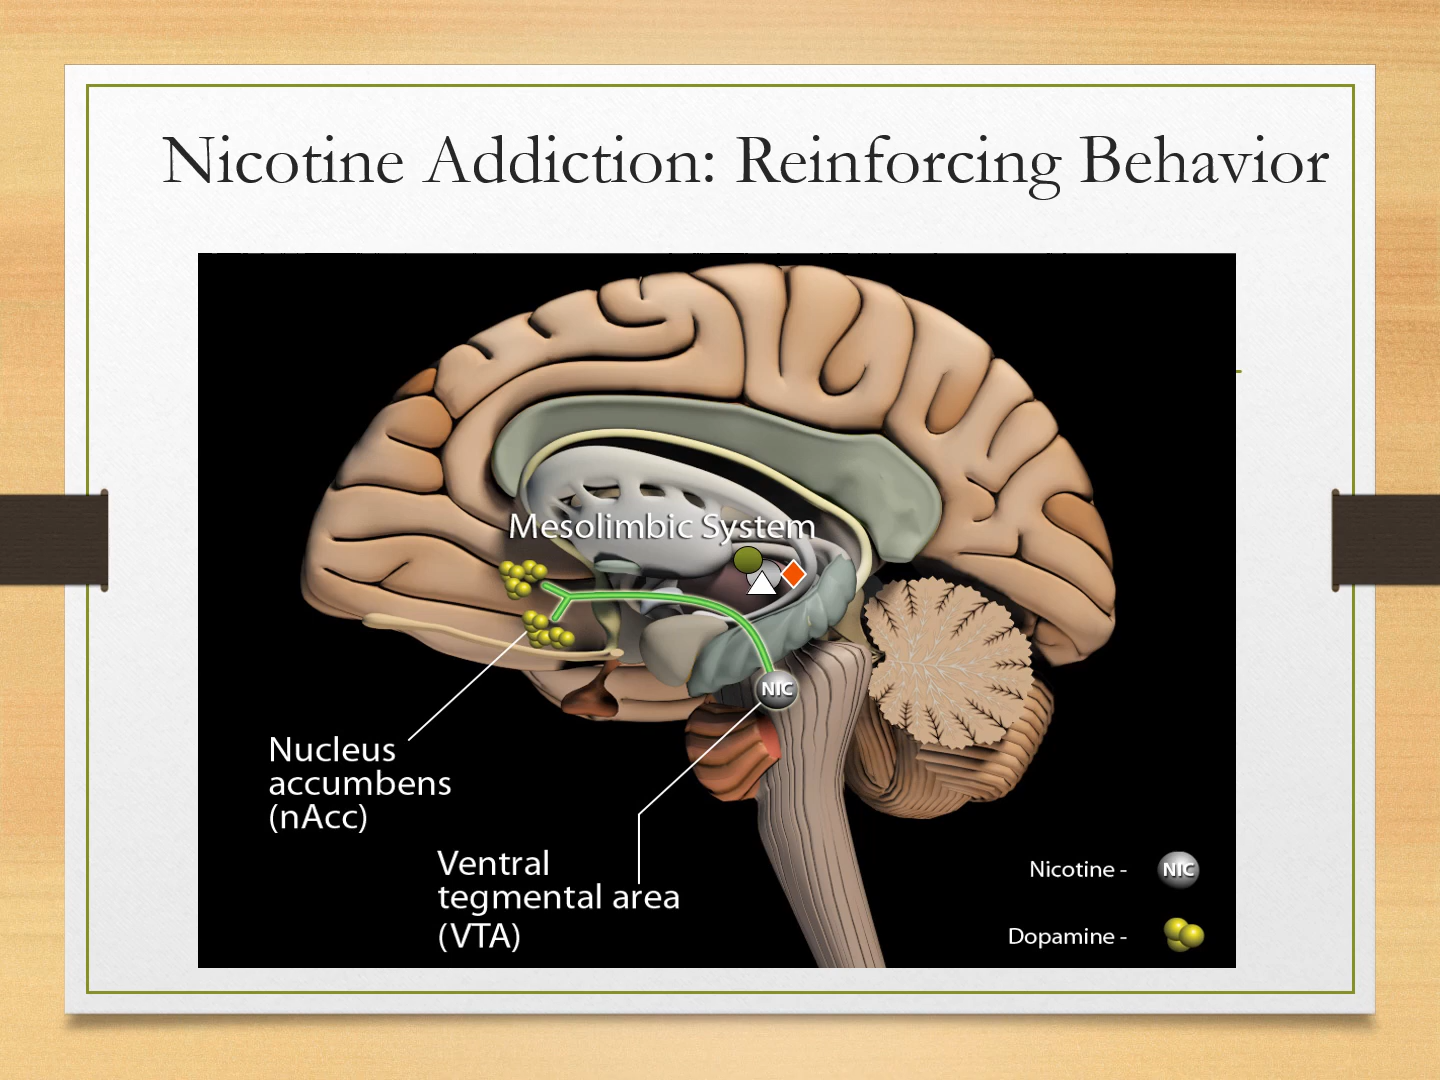 Nicotine Addiction: Reinforcing Behavior
Mesolimbic System
NIC
Nucleus
accumbens
(nAcc)
Ventral
tegmental area
(VTA)
Nicotine - NIC
Dopamine -